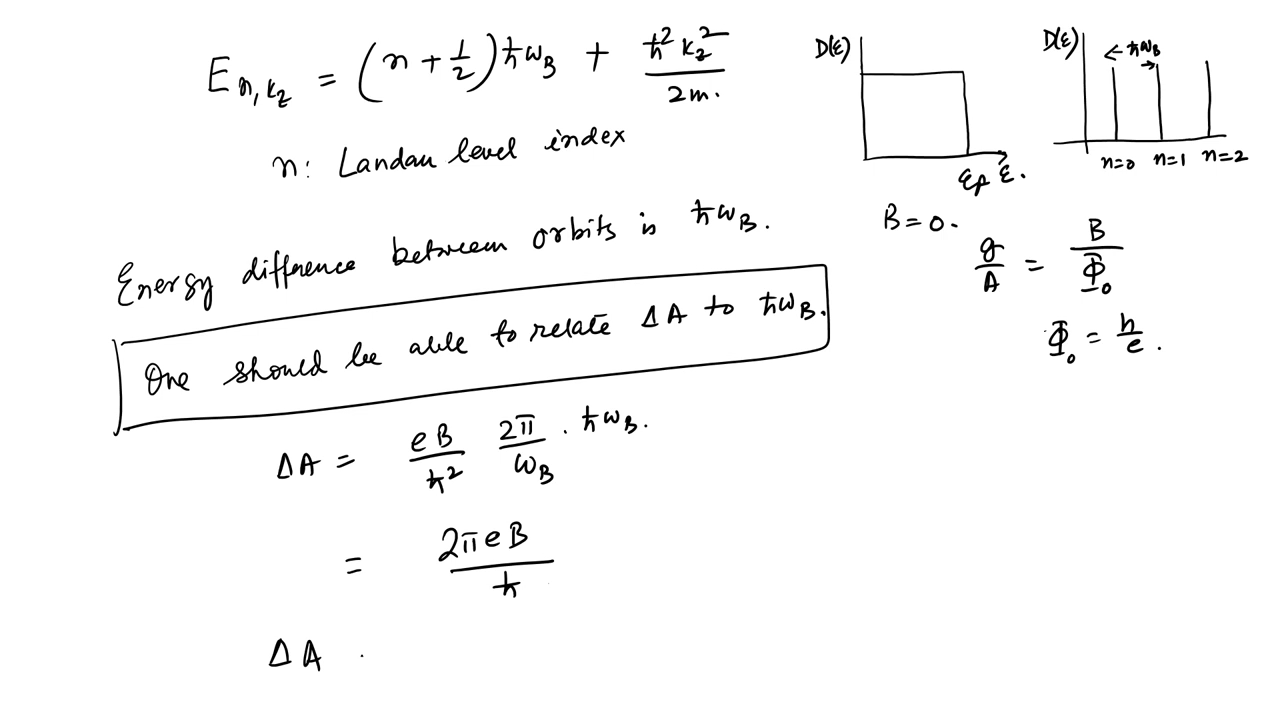 E_{n,k_z} = (n + 1/2) ħω_B + ħ²k_z²/2m.
n: Landau level index
Energy difference between orbits is ħω_B.
One should be able to relate ΔA to ħω_B.
ΔA = eB/ħ² 2π/ω_B . ħω_B.
= 2πeB/ħ
ΔA
D(ε)
ε_f ε.
B = 0.
D(ε)
← ħω_B →
n=0 n=1 n=2
g/A = B/Φ₀
Φ₀ = h/e.